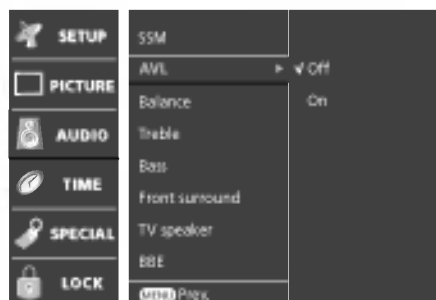 SETUP
PICTURE
AUDIO
TIME
SPECIAL
LOCK
SSM
AVL
Balance
Treble
Bass
Front surround
TV speaker
BBE
MENU Prev.
√ Off
On